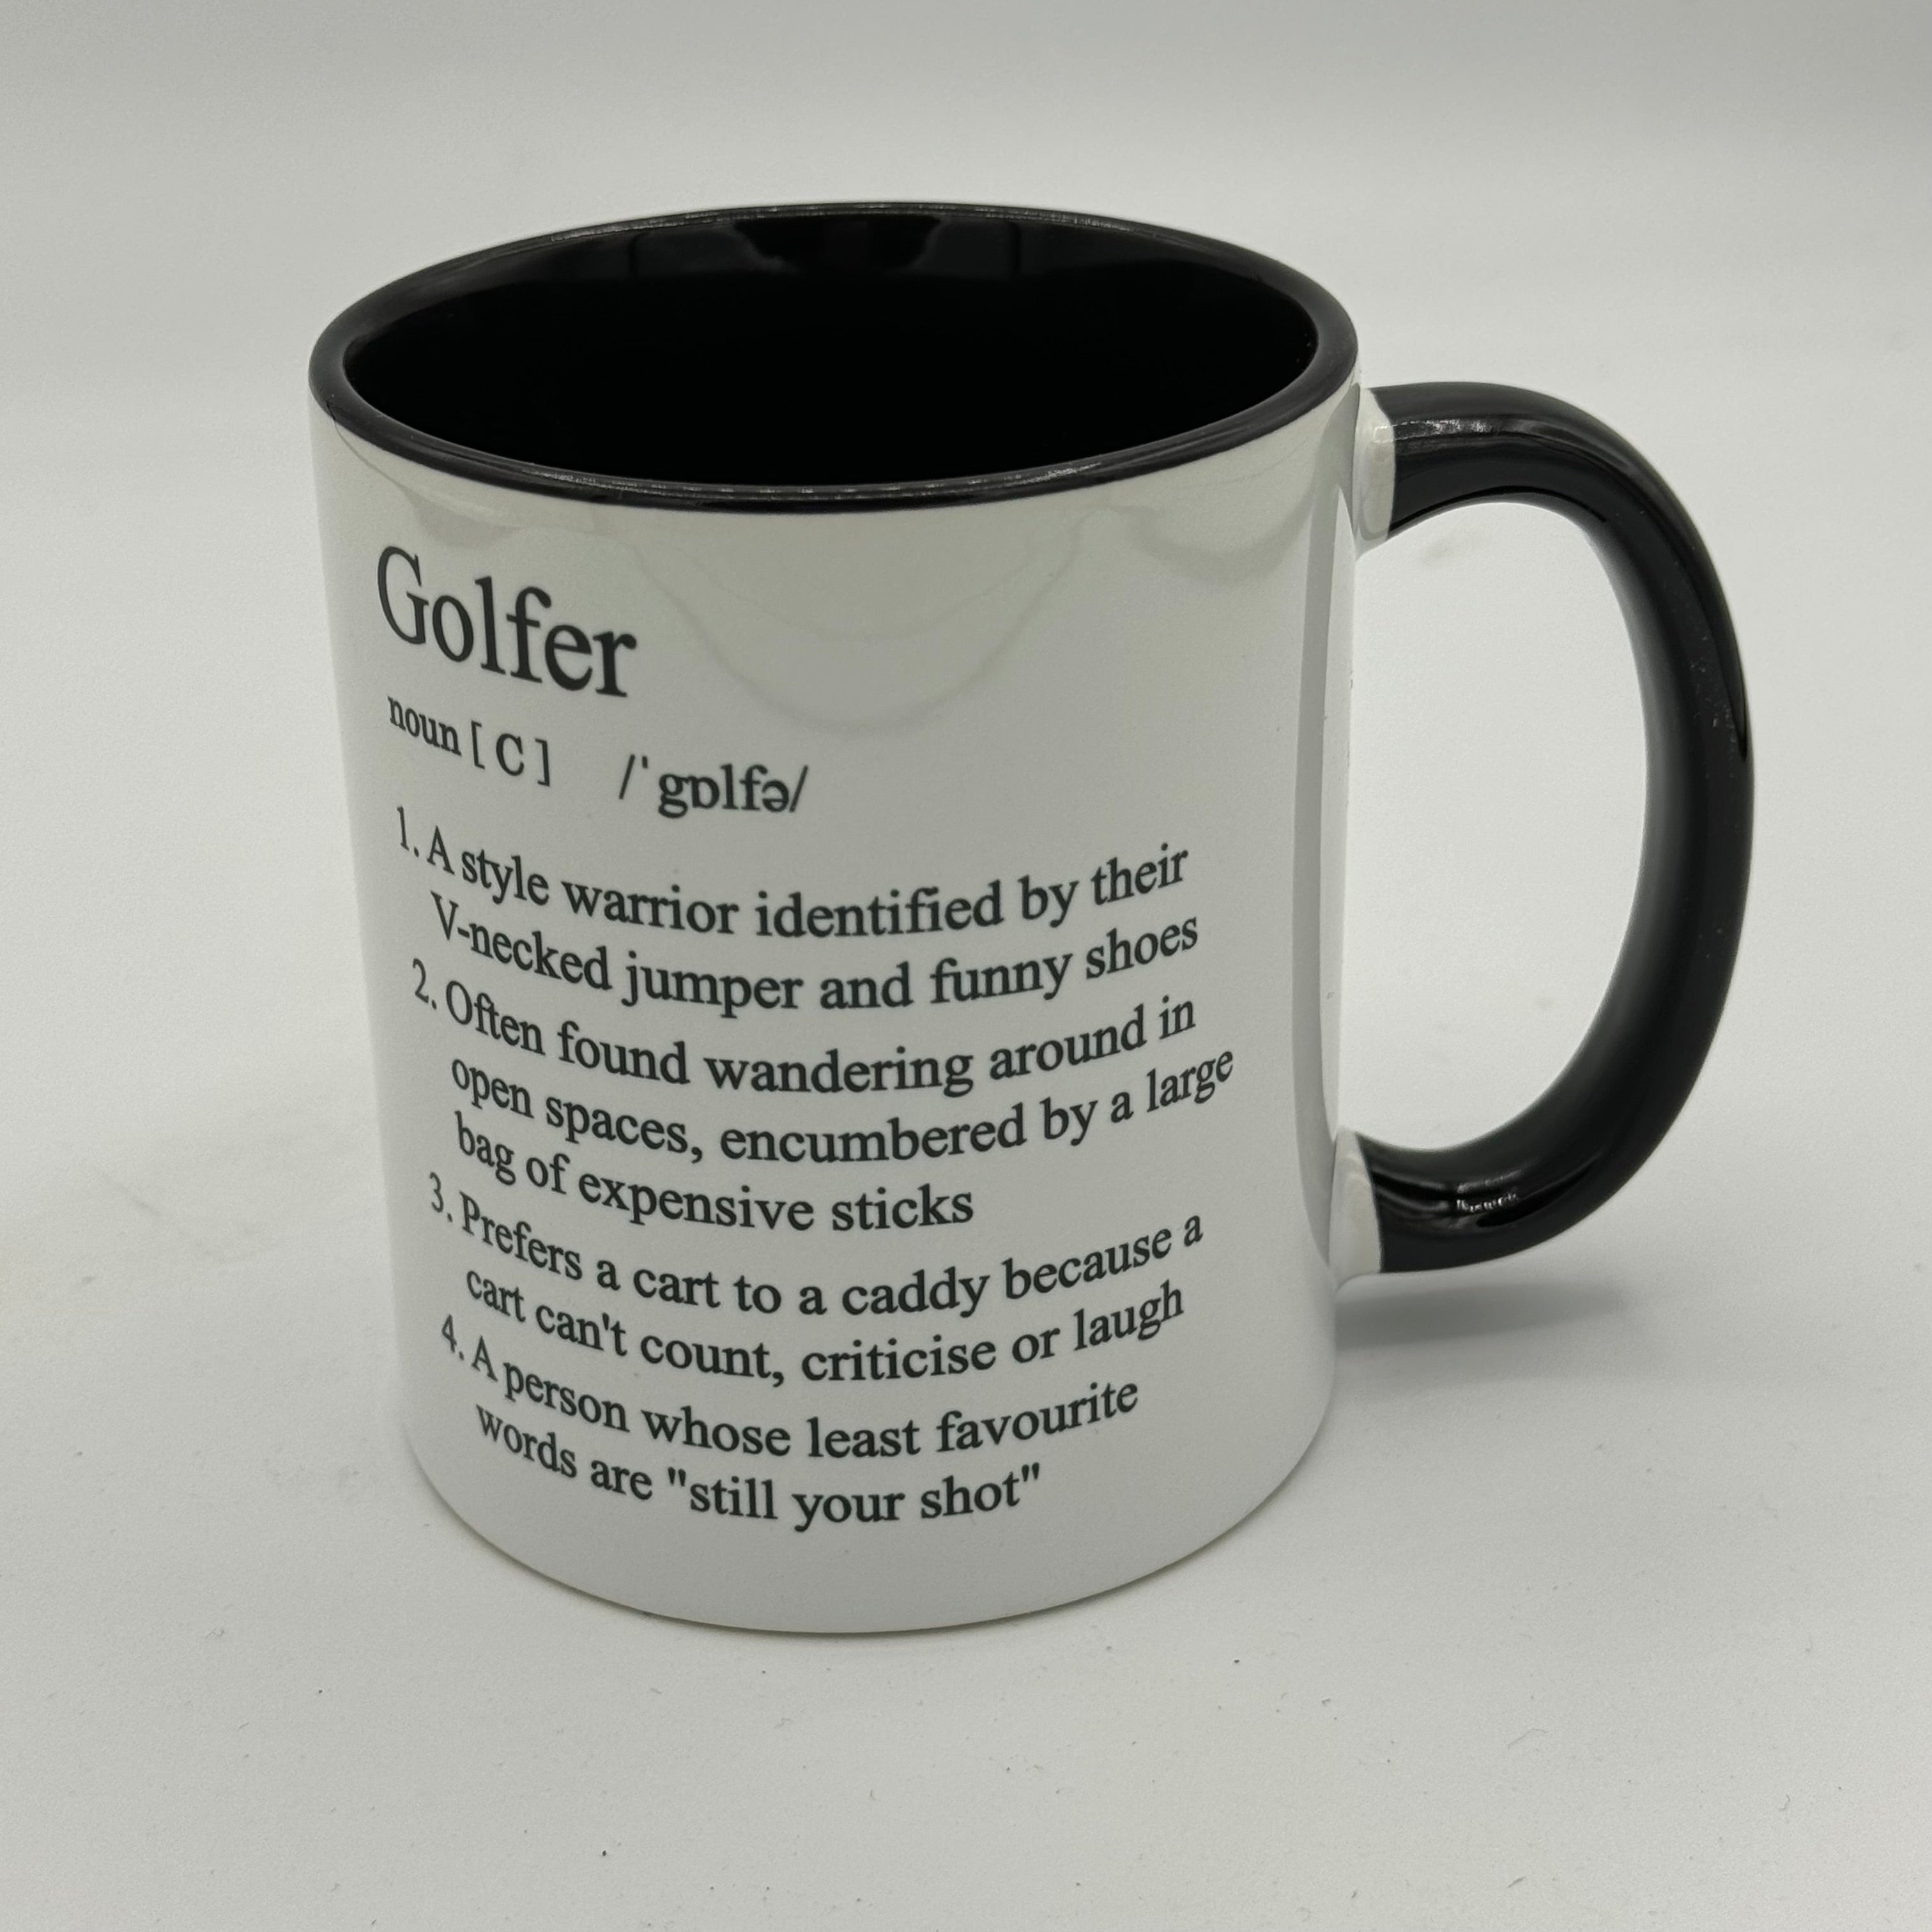 Golfer
noun [ C ] /ˈgɒlfə/
1. A style warrior identified by their
V-necked jumper and funny shoes
2. Often found wandering around in
open spaces, encumbered by a large
bag of expensive sticks
3. Prefers a cart to a caddy because a
cart can't count, criticise or laugh
4. A person whose least favourite
words are "still your shot"